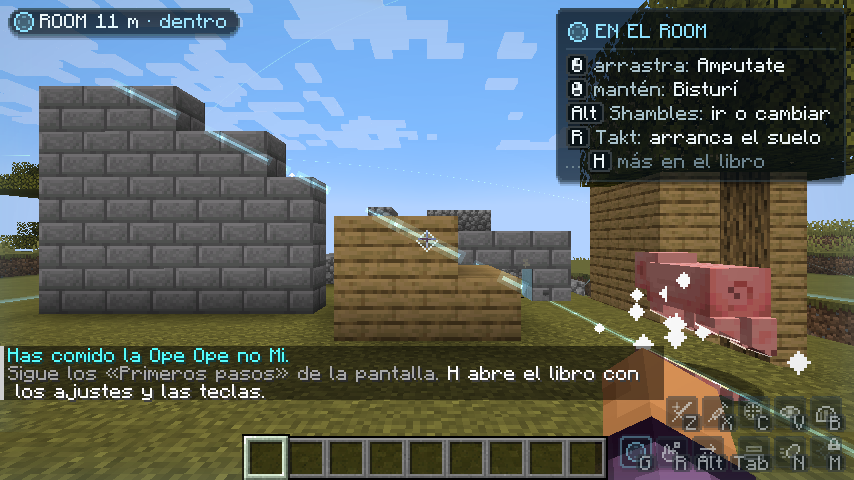 ROOM 11 m · dentro
EN EL ROOM
arrastra: Amputate
mantén: Bisturí
Alt Shambles: ir o cambiar
R Takt: arranca el suelo
... H más en el libro
Has comido la Ope Ope no Mi.
Sigue los «Primeros pasos» de la pantalla. H abre el libro con
los ajustes y las teclas.
Z X C V B
G R Alt Tab N M